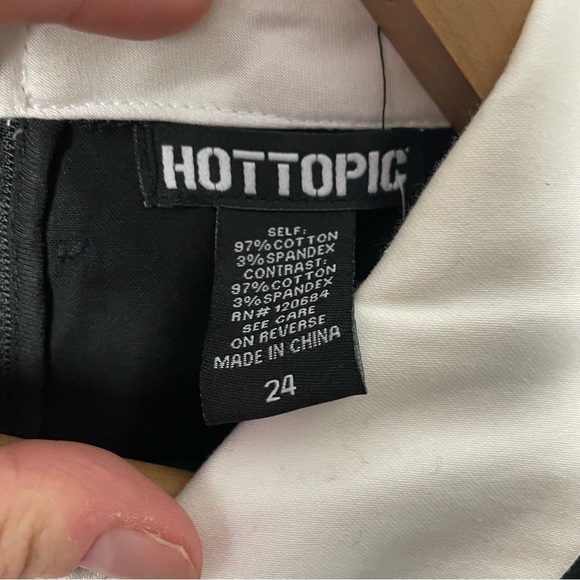 HOTTOPIC
SELF:
97%COTTON
3%SPANDEX
CONTRAST:
97%COTTON
3%SPANDEX
RN# 120684
SEE CARE
ON REVERSE
MADE IN CHINA
24